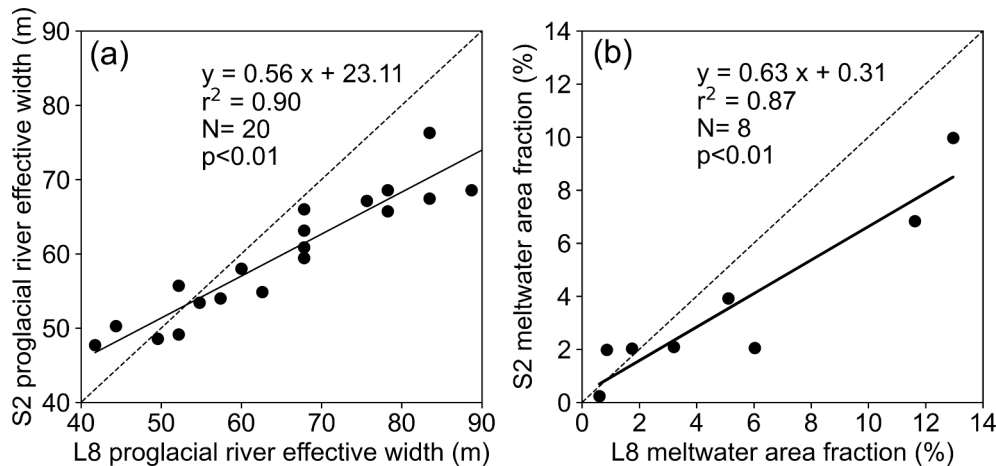 (a)
y = 0.56 x + 23.11
r² = 0.90
N= 20
p<0.01
S2 proglacial river effective width (m)
90
80
70
60
50
40
40 50 60 70 80 90
L8 proglacial river effective width (m)
(b)
y = 0.63 x + 0.31
r² = 0.87
N= 8
p<0.01
S2 meltwater area fraction (%)
14
12
10
8
6
4
2
0
0 2 4 6 8 10 12 14
L8 meltwater area fraction (%)